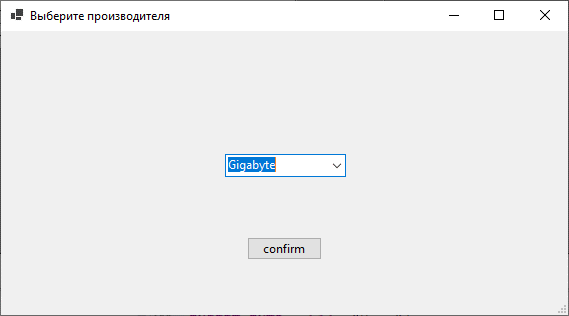 Выберите производителя
Gigabyte
confirm